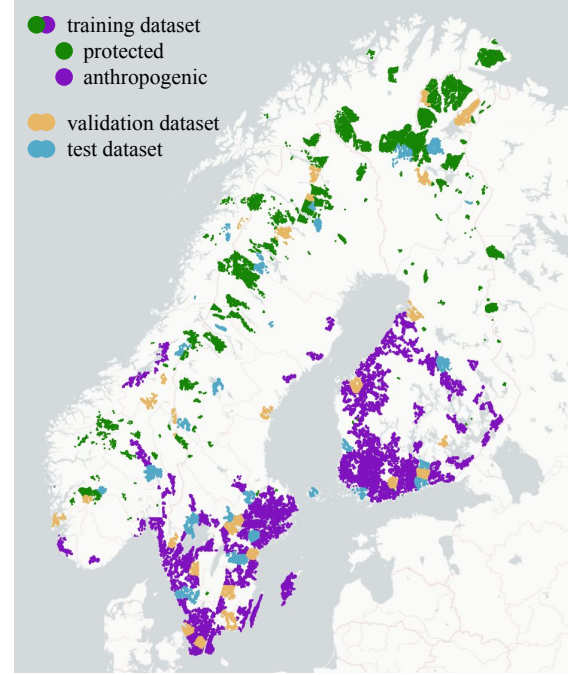 training dataset
protected
anthropogenic
validation dataset
test dataset